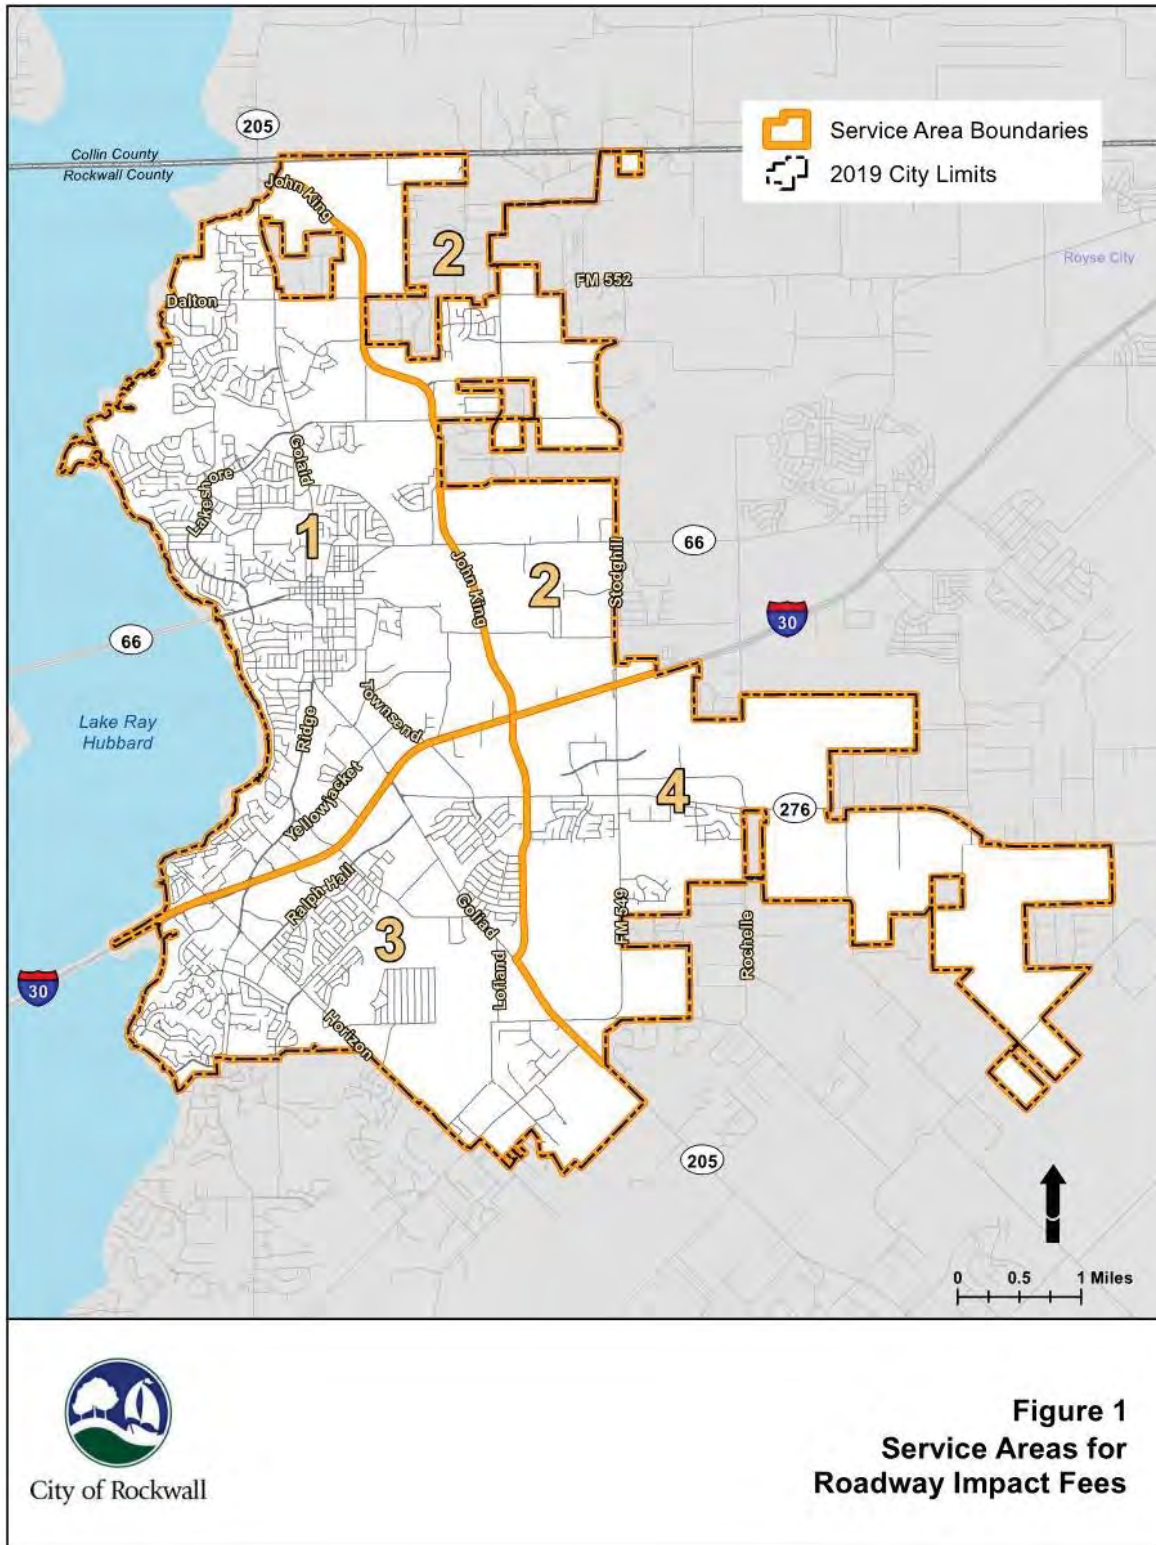 205
Collin County
Rockwall County
John King
Service Area Boundaries
2019 City Limits
2
FM 552
Royse City
Dalton
Golaid
Lakeshore
1
66
2
John King
Stodghill
30
66
Lake Ray
Hubbard
Townsend
Ridge
Yellowjacket
4
276
Ralph Hall
Goliad
3
FM 549
Rochelle
Lofland
30
Horizon
205
0 0.5 1 Miles
City of Rockwall
Figure 1
Service Areas for
Roadway Impact Fees